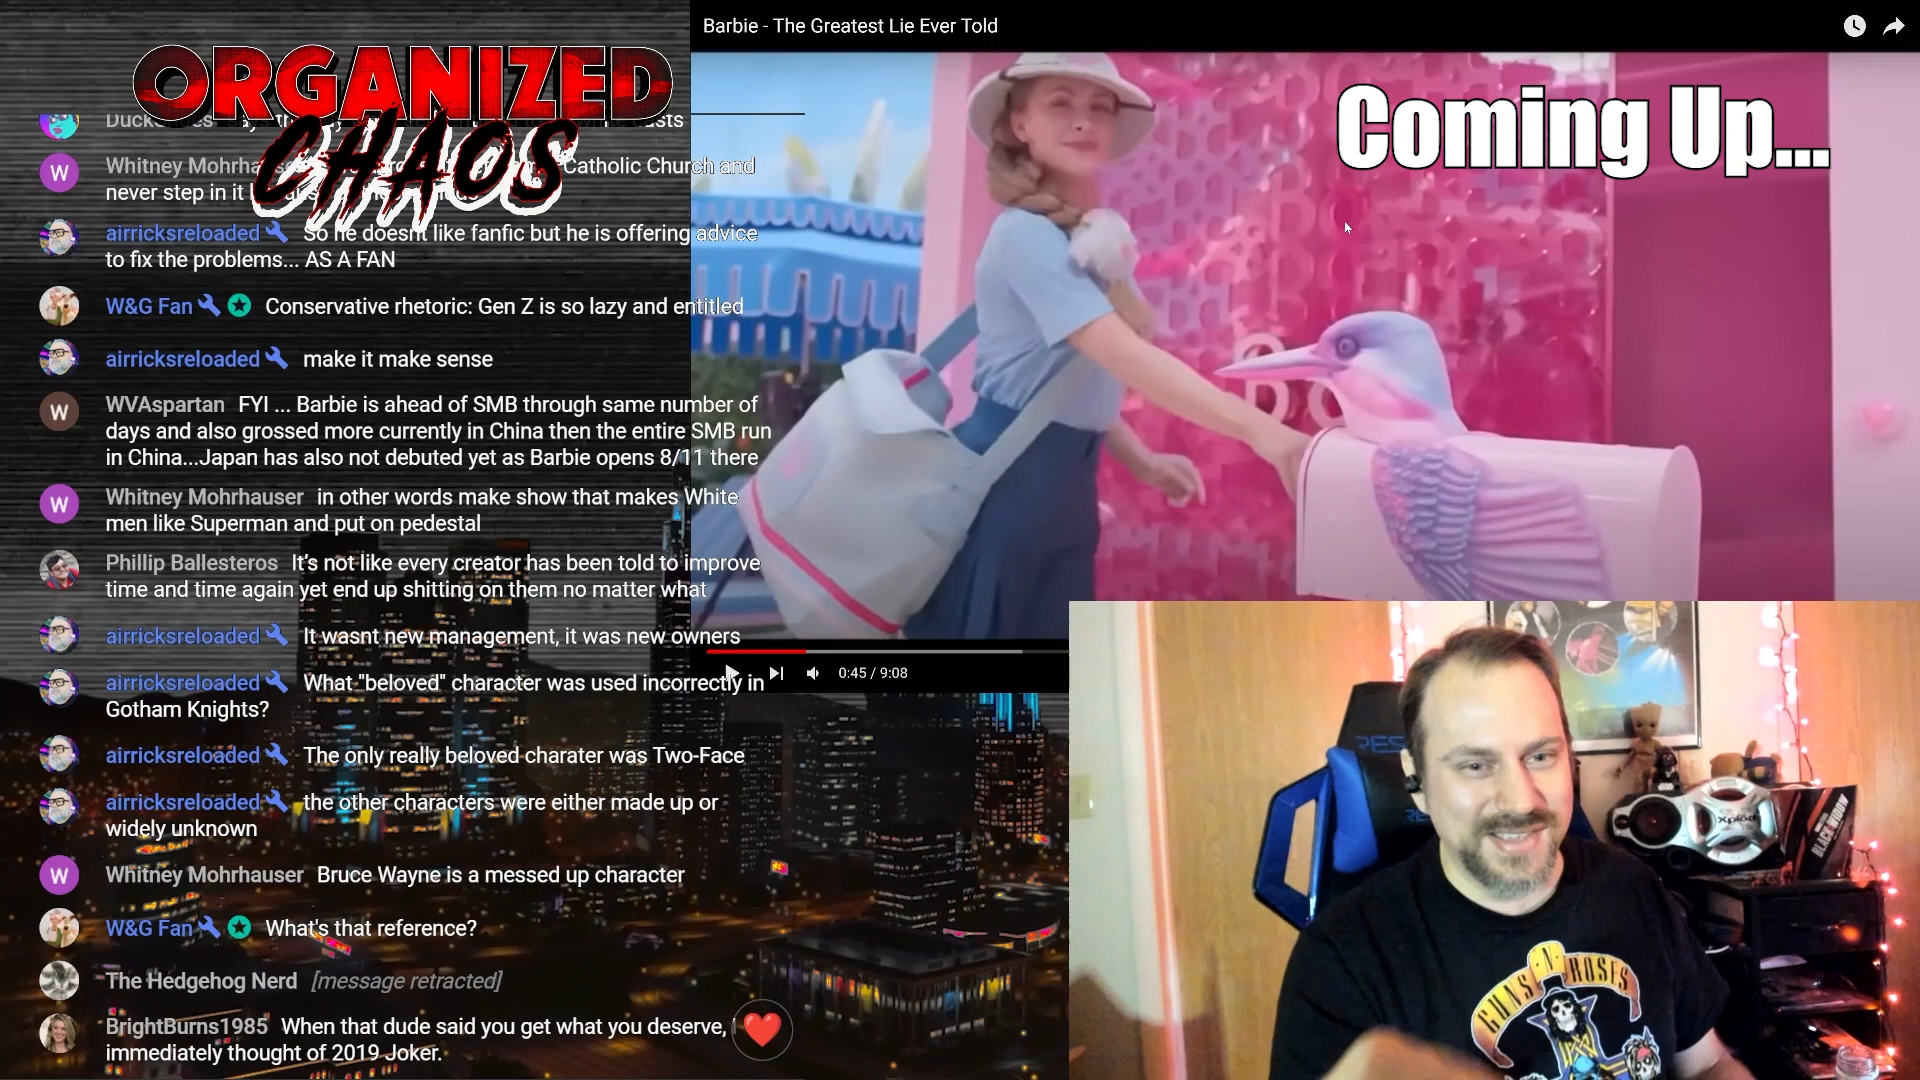 ORGANIZED
CHAOS
Whitney
Catholic Church and
never step in it
airricksreloaded So he doesnt like fanfic but he is offering advice
to fix the problems... AS A FAN
W&G Fan Conservative rhetoric: Gen Z is so lazy and entitled
airricksreloaded make it make sense
WVAspartan FYI ... Barbie is ahead of SMB through same number of
days and also grossed more currently in China then the entire SMB run
in China...Japan has also not debuted yet as Barbie opens 8/11 there
Whitney Mohrhauser in other words make show that makes White
men like Superman and put on pedestal
Phillip Ballesteros It's not like every creator has been told to improve
time and time again yet end up shitting on them no matter what
airricksreloaded It wasnt new management, it was new owners
airricksreloaded What "beloved" character was used incorrectly in
Gotham Knights?
airricksreloaded The only really beloved charater was Two-Face
airricksreloaded the other characters were either made up or
widely unknown
Whitney Mohrhauser Bruce Wayne is a messed up character
W&G Fan What's that reference?
The Hedgehog Nerd [message retracted]
BrightBurns1985 When that dude said you get what you deserve,
immediately thought of 2019 Joker.
Barbie - The Greatest Lie Ever Told
Coming Up...
0:45 / 9:08
Xplod
BLACK WIDOW
GUNS N' ROSES
W
W
W
W